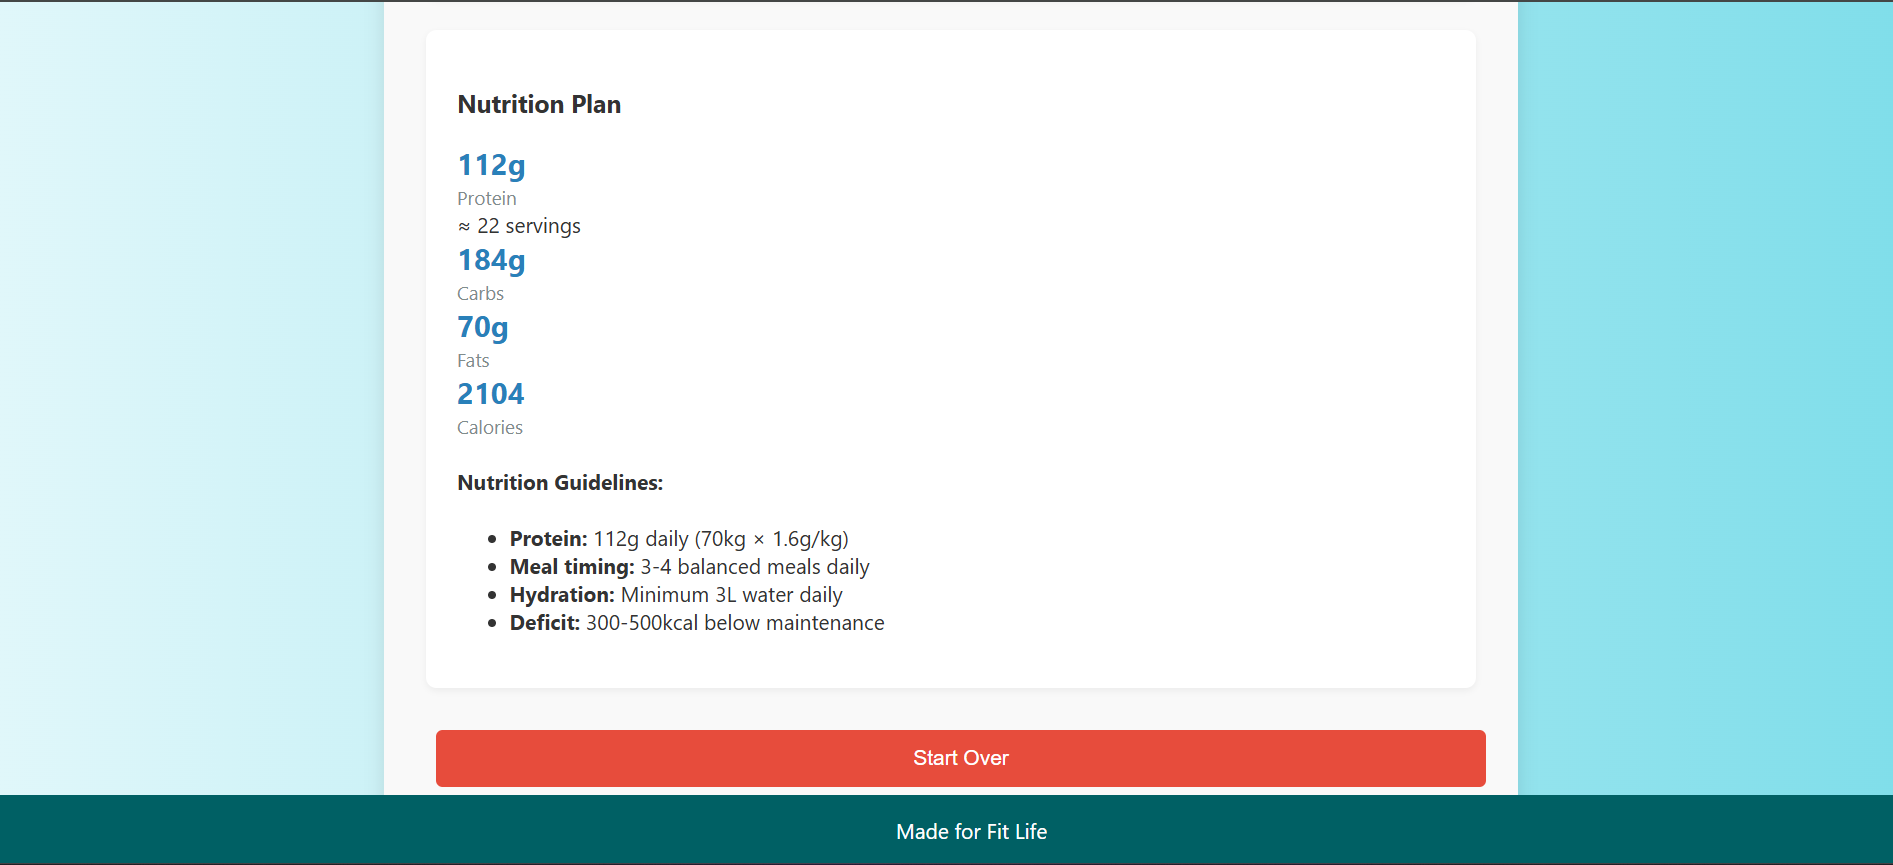 Nutrition Plan
112g
Protein
≈ 22 servings
184g
Carbs
70g
Fats
2104
Calories
Nutrition Guidelines:
• Protein: 112g daily (70kg × 1.6g/kg)
• Meal timing: 3-4 balanced meals daily
• Hydration: Minimum 3L water daily
• Deficit: 300-500kcal below maintenance
Start Over
Made for Fit Life